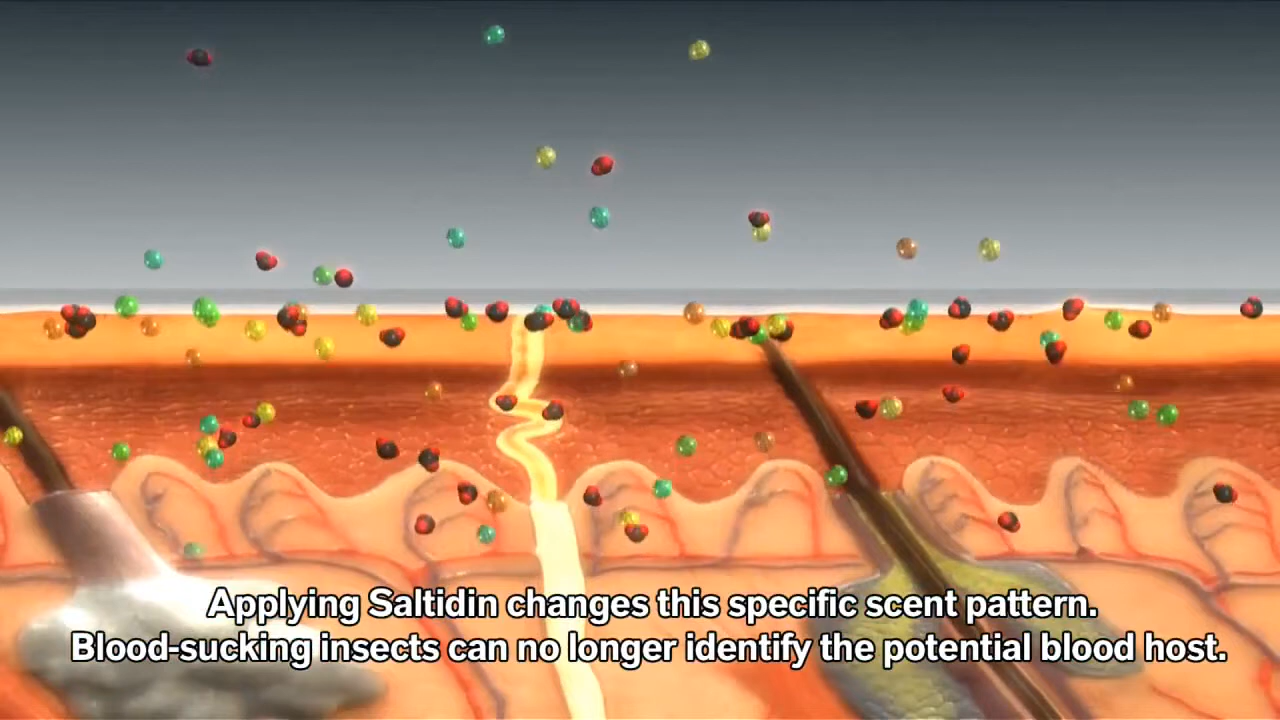 Applying Saltidin changes this specific scent pattern.
Blood-sucking insects can no longer identify the potential blood host.